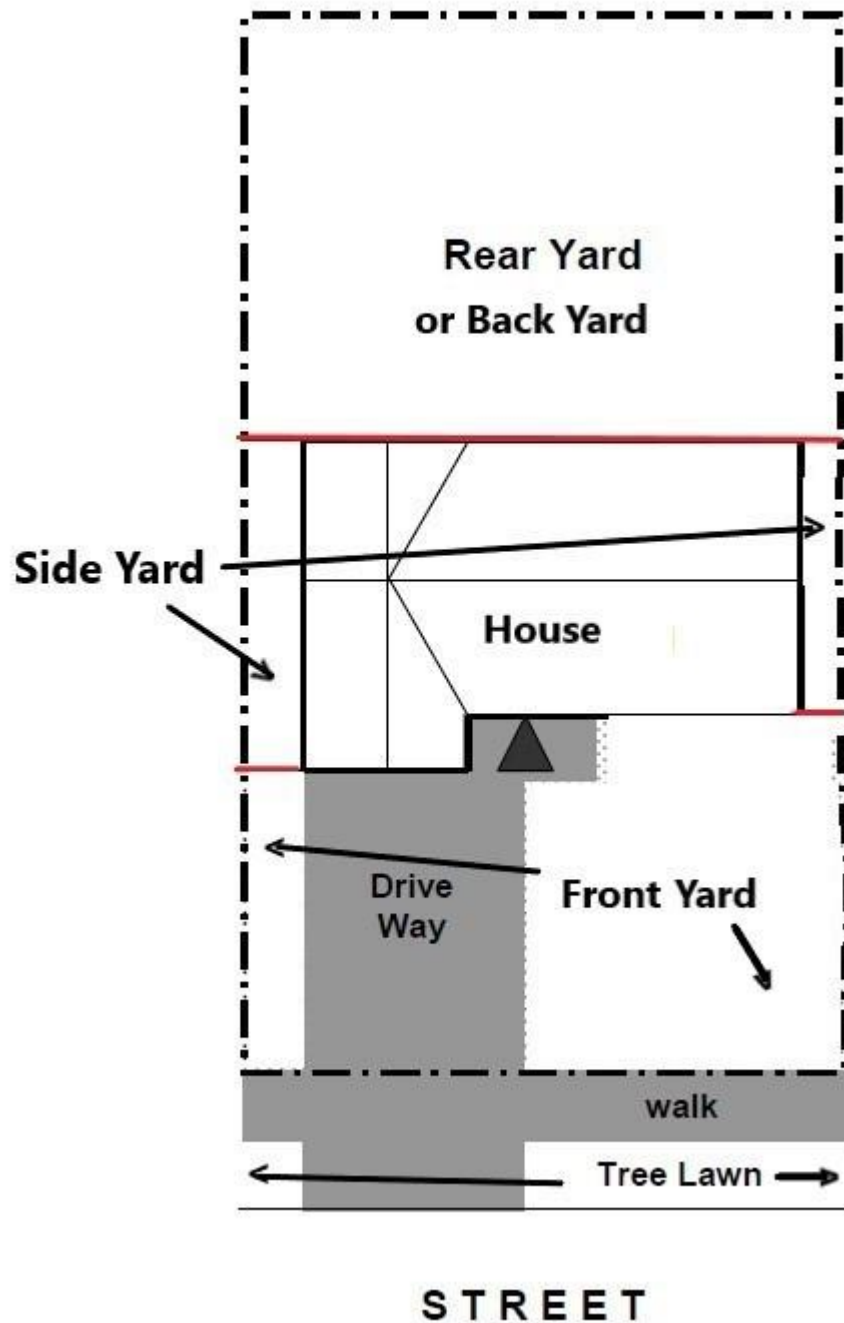 Rear Yard
or Back Yard
Side Yard
House
Drive
Way
Front Yard
walk
Tree Lawn
STREET